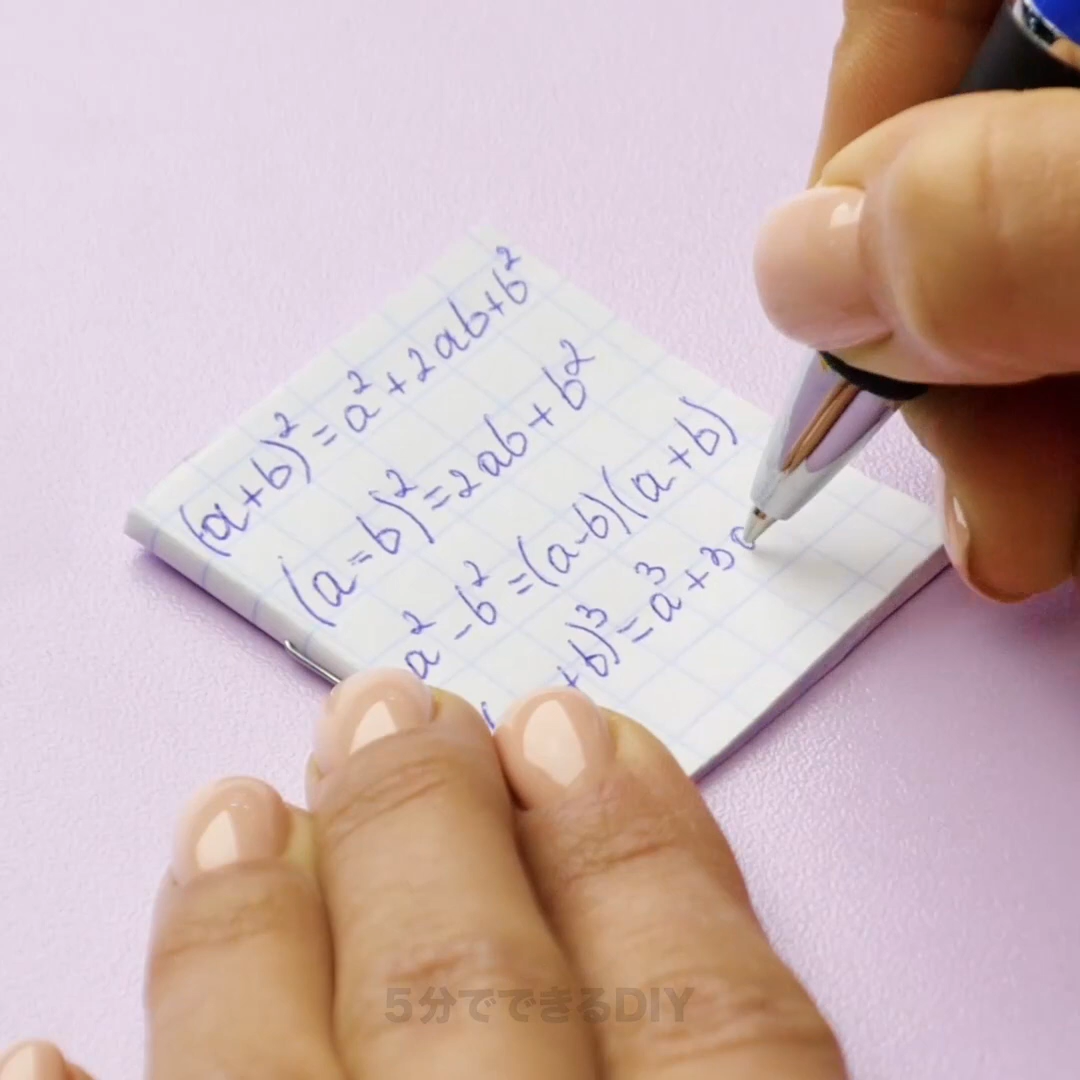 (a+b)²=a²+2ab+b²
(a-b)²=2ab+b²
a²-b²=(a-b)(a+b)
+b)³=a³+3a
5分でできるDIY